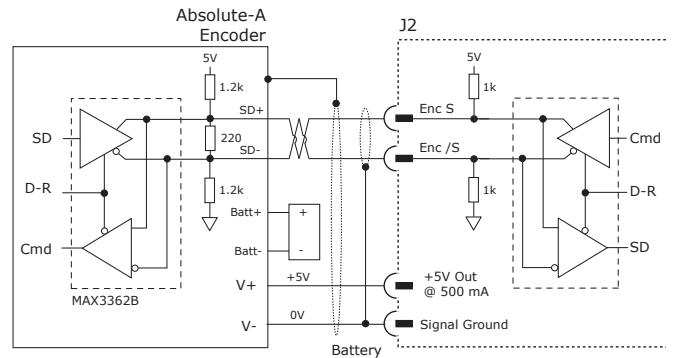 Absolute-A
Encoder
J2
5V
1.2k
SD+
220
SD-
1.2k
SD
D-R
Cmd
MAX3362B
Batt+
+
Batt-
-
V+
+5V
V-
0V
Battery
5V
1k
Enc S
Enc /S
1k
Cmd
D-R
SD
+5V Out
@ 500 mA
Signal Ground